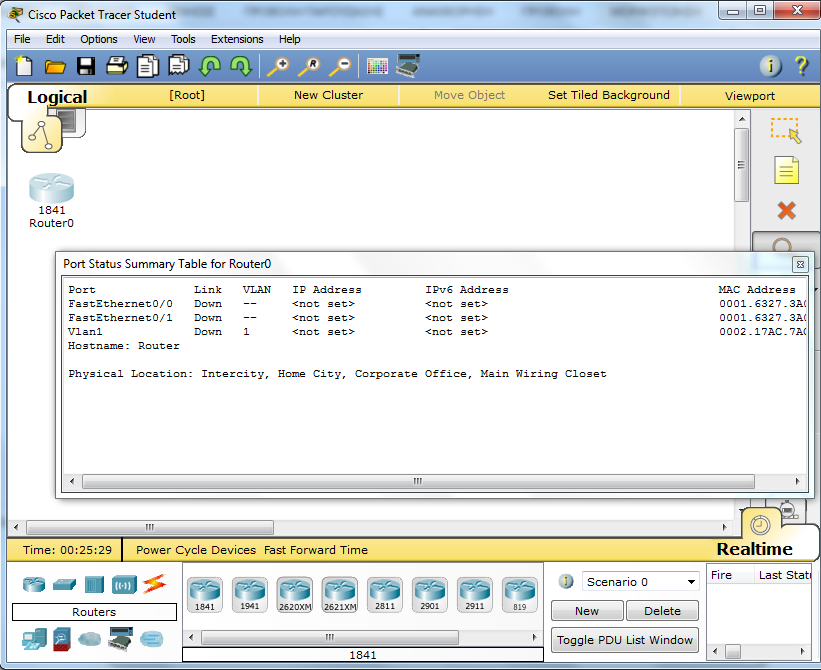 Cisco Packet Tracer Student
File Edit Options View Tools Extensions Help
Logical [Root] New Cluster Move Object Set Tiled Background Viewport
1841
Router0
Port Status Summary Table for Router0
Port Link VLAN IP Address IPv6 Address MAC Address
FastEthernet0/0 Down -- <not set> <not set> 0001.6327.3A
FastEthernet0/1 Down -- <not set> <not set> 0001.6327.3A
Vlan1 Down 1 <not set> <not set> 0002.17AC.7A
Hostname: Router
Physical Location: Intercity, Home City, Corporate Office, Main Wiring Closet
Realtime
Time: 00:25:29 Power Cycle Devices Fast Forward Time
Routers
1841 1941 2620XM 2621XM 2811 2901 2911 819
1841
Scenario 0
New Delete
Toggle PDU List Window
Fire Last Stat